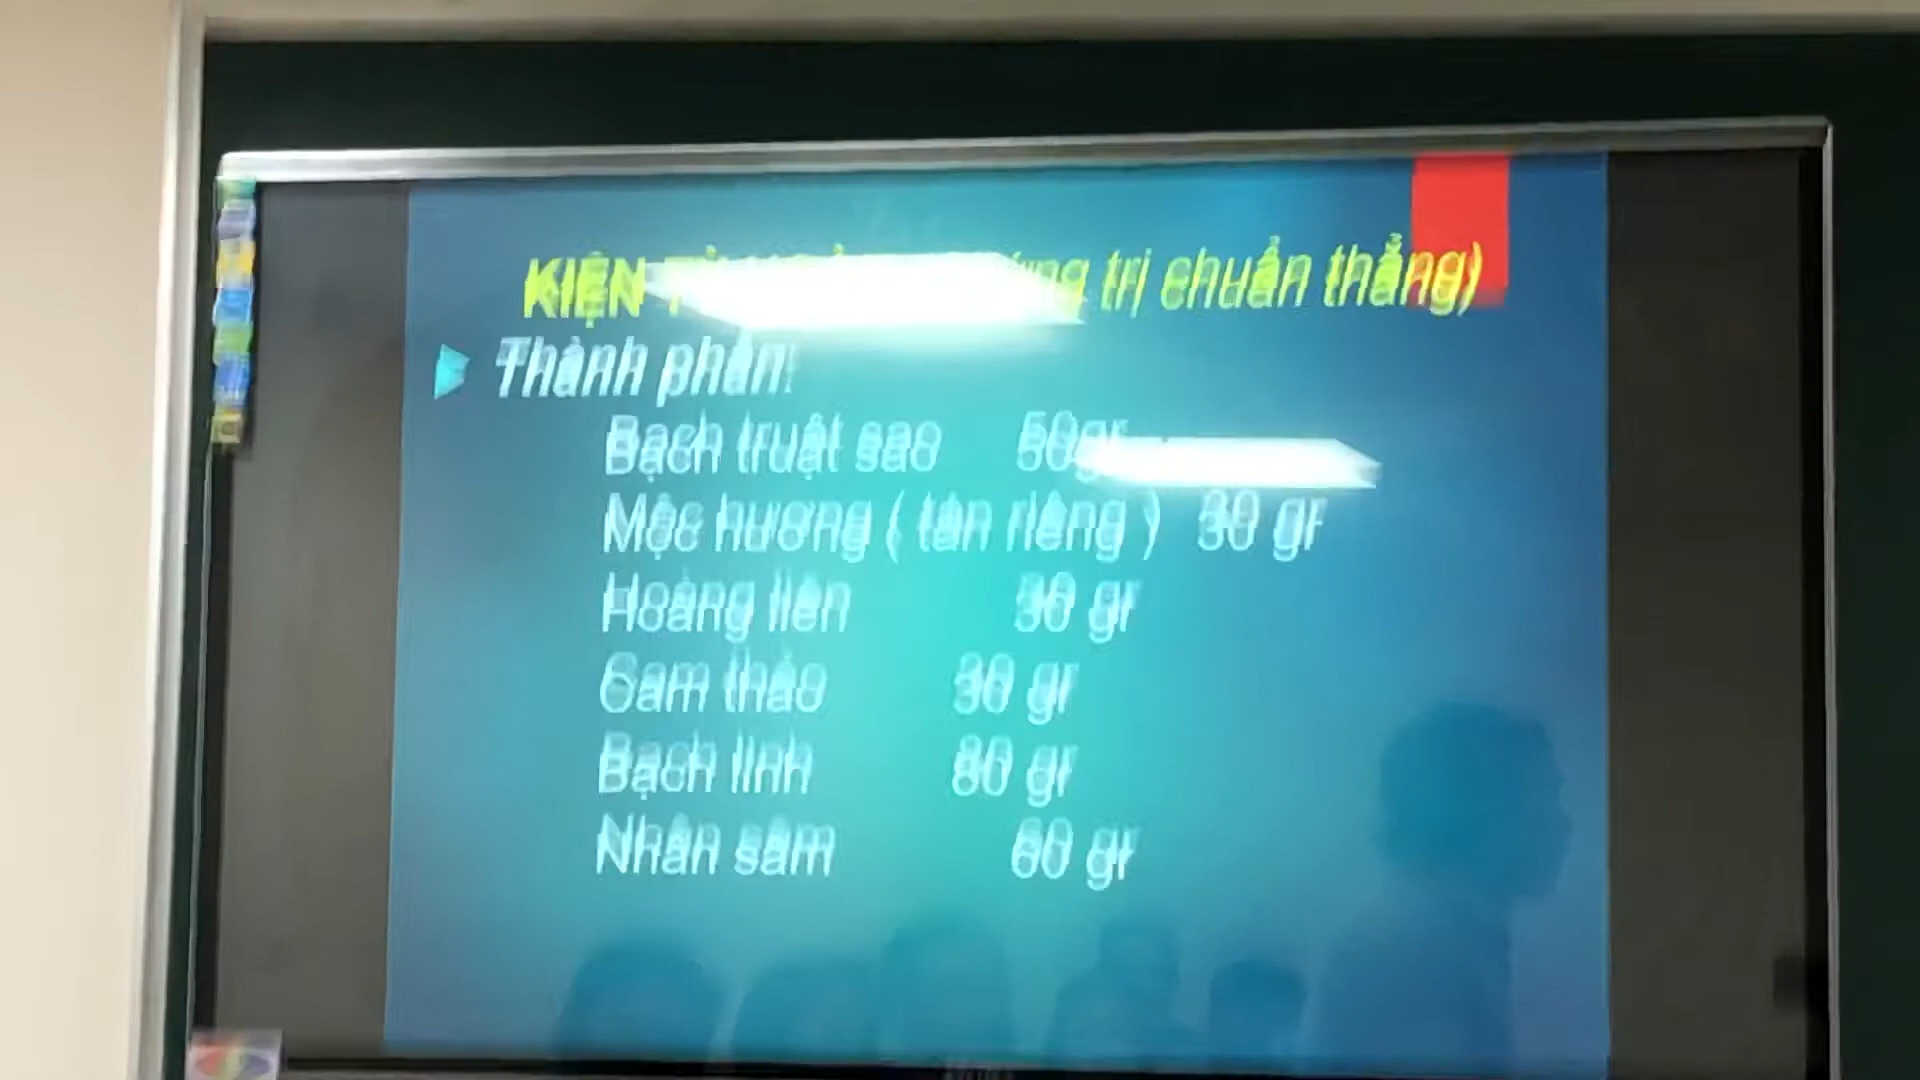 KIỆN trị chuẩn thẳng)
Thành phần:
Bạch truật sao 50gr
Mộc hương ( tán riêng ) 30 gr
Hoàng liên 30 gr
Cam thảo 30 gr
Bạch linh 80 gr
Nhân sâm 60 gr